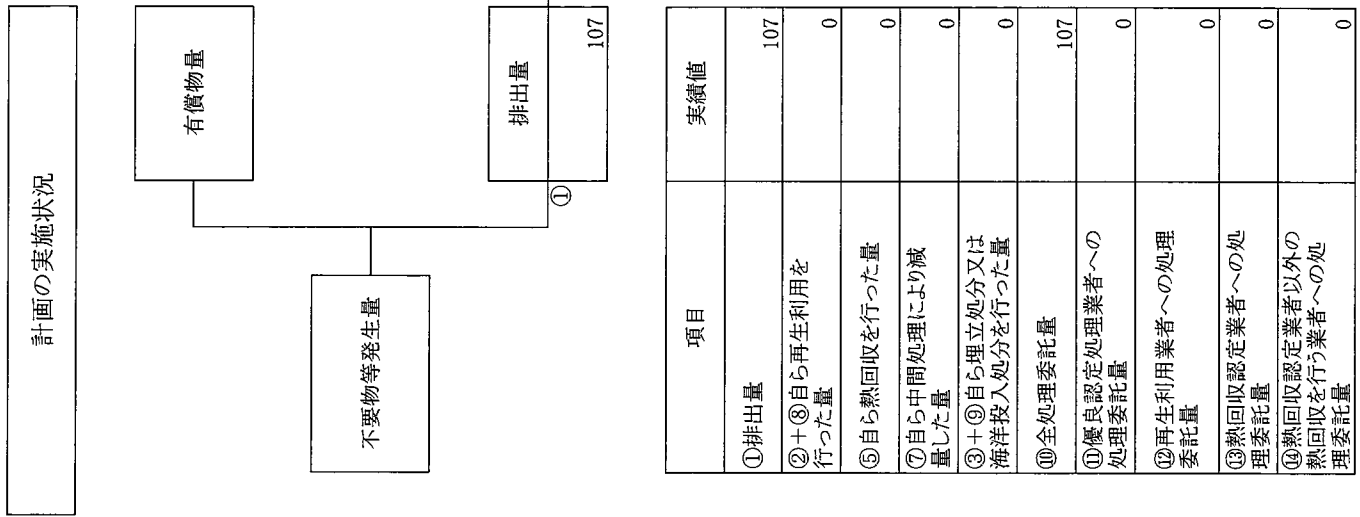 計画の実施状況
不要物等発生量
有償物量
①
排出量
107
項目
実績値
①排出量
107
②+⑧自ら再生利用を
行った量
0
⑤自ら熱回収を行った量
0
⑦自ら中間処理により減
量した量
0
③+⑨自ら埋立処分又は
海洋投入処分を行った量
0
⑩全処理委託量
107
⑪優良認定処理業者への
処理委託量
0
⑫再生利用業者への処理
委託量
0
⑬熱回収認定業者への処
理委託量
0
⑭熱回収認定業者以外の
熱回収を行う業者への処
理委託量
0